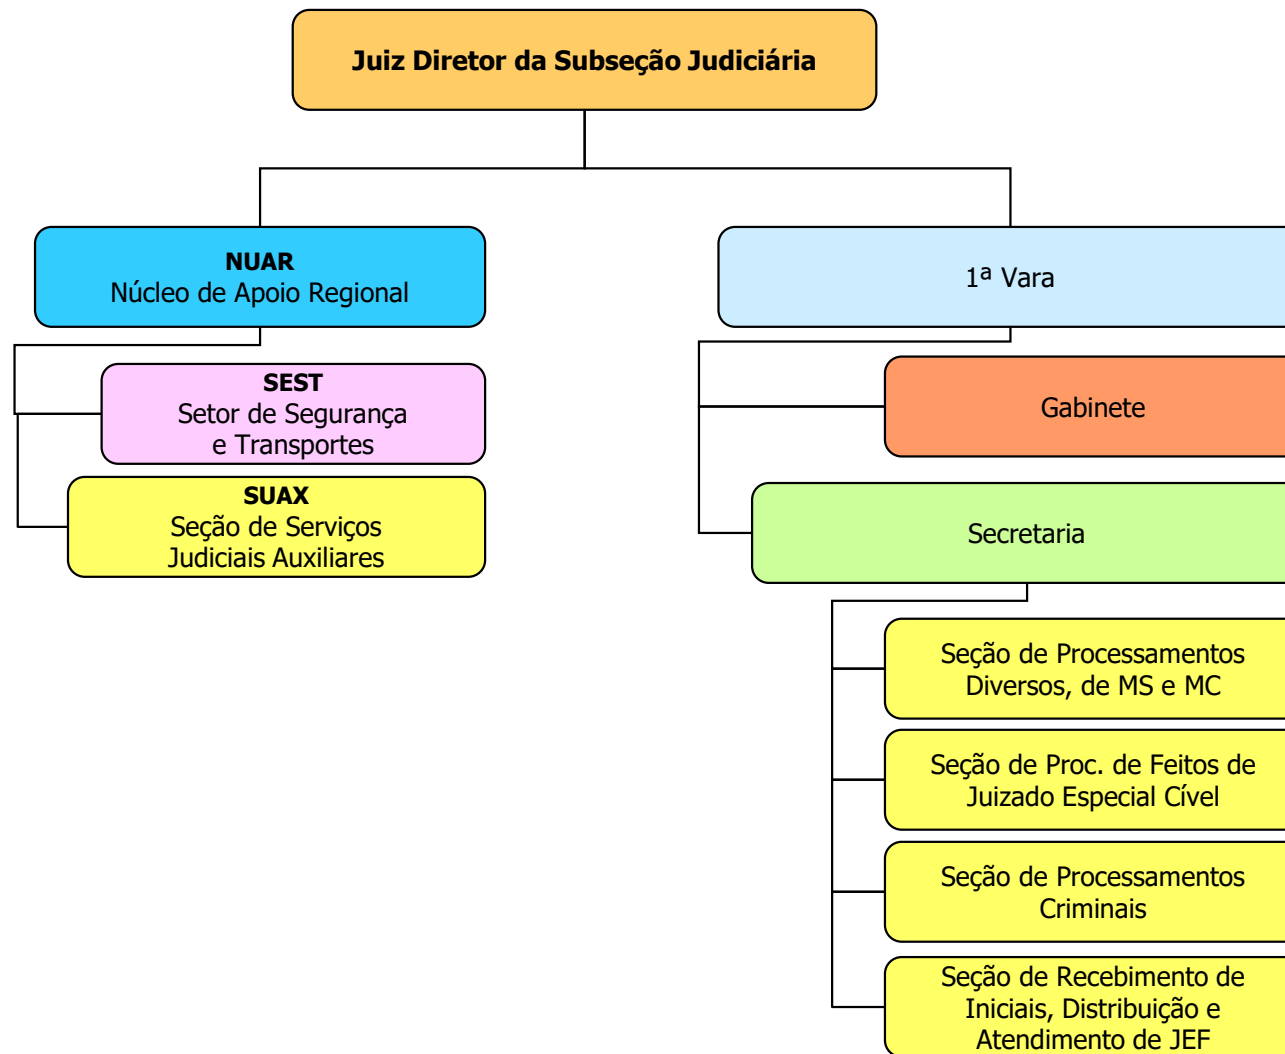 Juiz Diretor da Subseção Judiciária
NUAR
Núcleo de Apoio Regional
SEST
Setor de Segurança
e Transportes
SUAX
Seção de Serviços
Judiciais Auxiliares
1ª Vara
Gabinete
Secretaria
Seção de Processamentos
Diversos, de MS e MC
Seção de Proc. de Feitos de
Juizado Especial Cível
Seção de Processamentos
Criminais
Seção de Recebimento de
Iniciais, Distribuição e
Atendimento de JEF